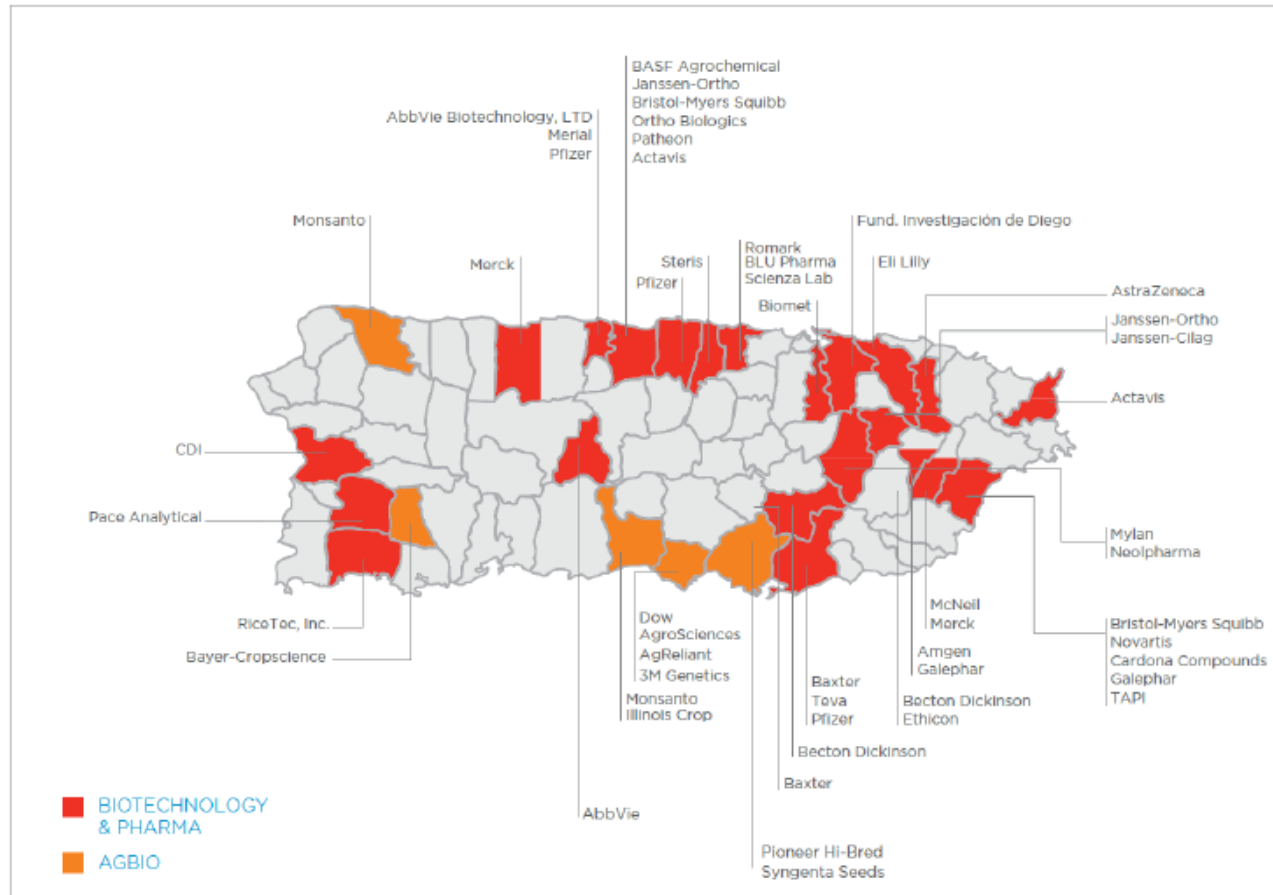 BASF Agrochemical
Janssen-Ortho
Bristol-Myers Squibb
Ortho Biologics
Patheon
Actavis
AbbVie Biotechnology, LTD
Merial
Pfizer
Monsanto
Merck
Pfizer
Steris
Romark
BLU Pharma
Scienza Lab
Biomet
Fund. Investigación de Diego
Eli Lilly
AstraZeneca
Janssen-Ortho
Janssen-Cilag
Actavis
CDI
Pace Analytical
RiceTec, Inc.
Bayer-Cropscience
Dow
AgroSciences
AgReliant
3M Genetics
Monsanto
Illinois Crop
AbbVie
Pioneer Hi-Bred
Syngenta Seeds
Baxter
Becton Dickinson
Baxter
Teva
Pfizer
Becton Dickinson
Ethicon
Amgen
Galephar
McNeil
Merck
Mylan
Neolpharma
Bristol-Myers Squibb
Novartis
Cardona Compounds
Galephar
TAPI
BIOTECHNOLOGY
& PHARMA
AGBIO